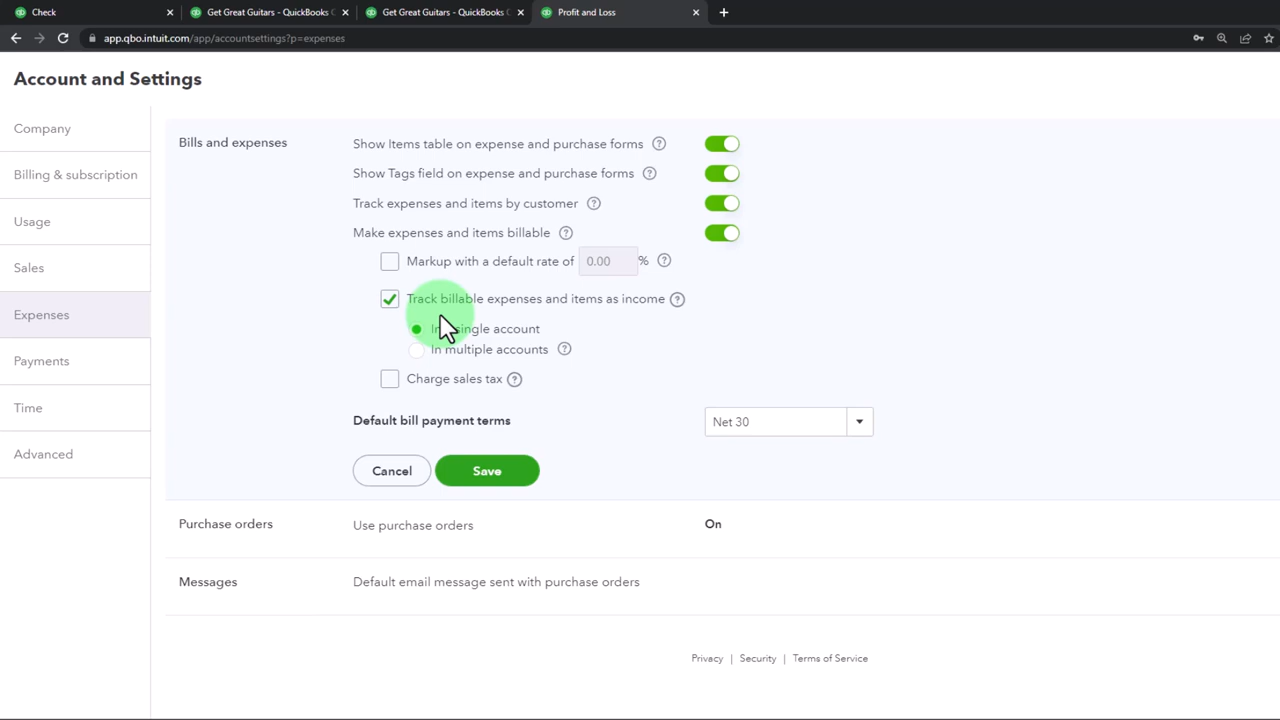 Check
Get Great Guitars - QuickBooks
Get Great Guitars - QuickBooks
Profit and Loss
app.qbo.intuit.com/app/accountsettings?p=expenses
Account and Settings
Company
Billing & subscription
Usage
Sales
Expenses
Payments
Time
Advanced
Bills and expenses
Show Items table on expense and purchase forms ?
Show Tags field on expense and purchase forms ?
Track expenses and items by customer ?
Make expenses and items billable ?
Markup with a default rate of 0.00 % ?
Track billable expenses and items as income ?
single account
In multiple accounts ?
Charge sales tax ?
Default bill payment terms
Net 30
Cancel
Save
Purchase orders
Use purchase orders
On
Messages
Default email message sent with purchase orders
Privacy | Security | Terms of Service